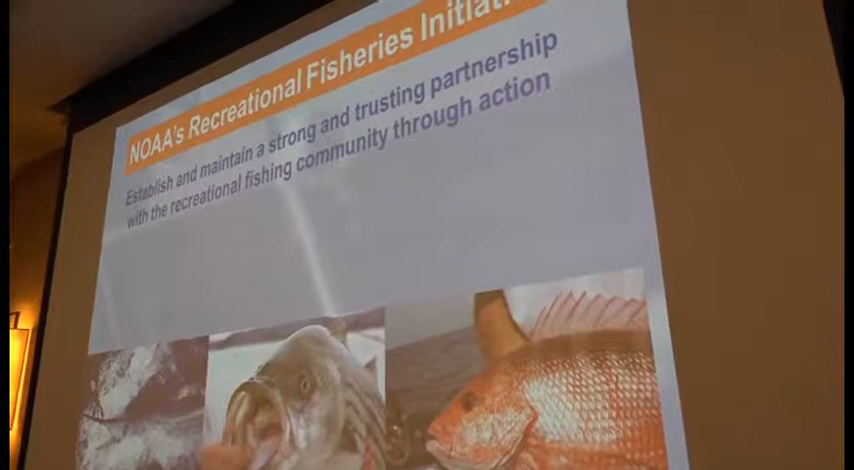 NOAA's Recreational Fisheries
Establish and maintain a strong and trusting partnership
with the recreational fishing community through action